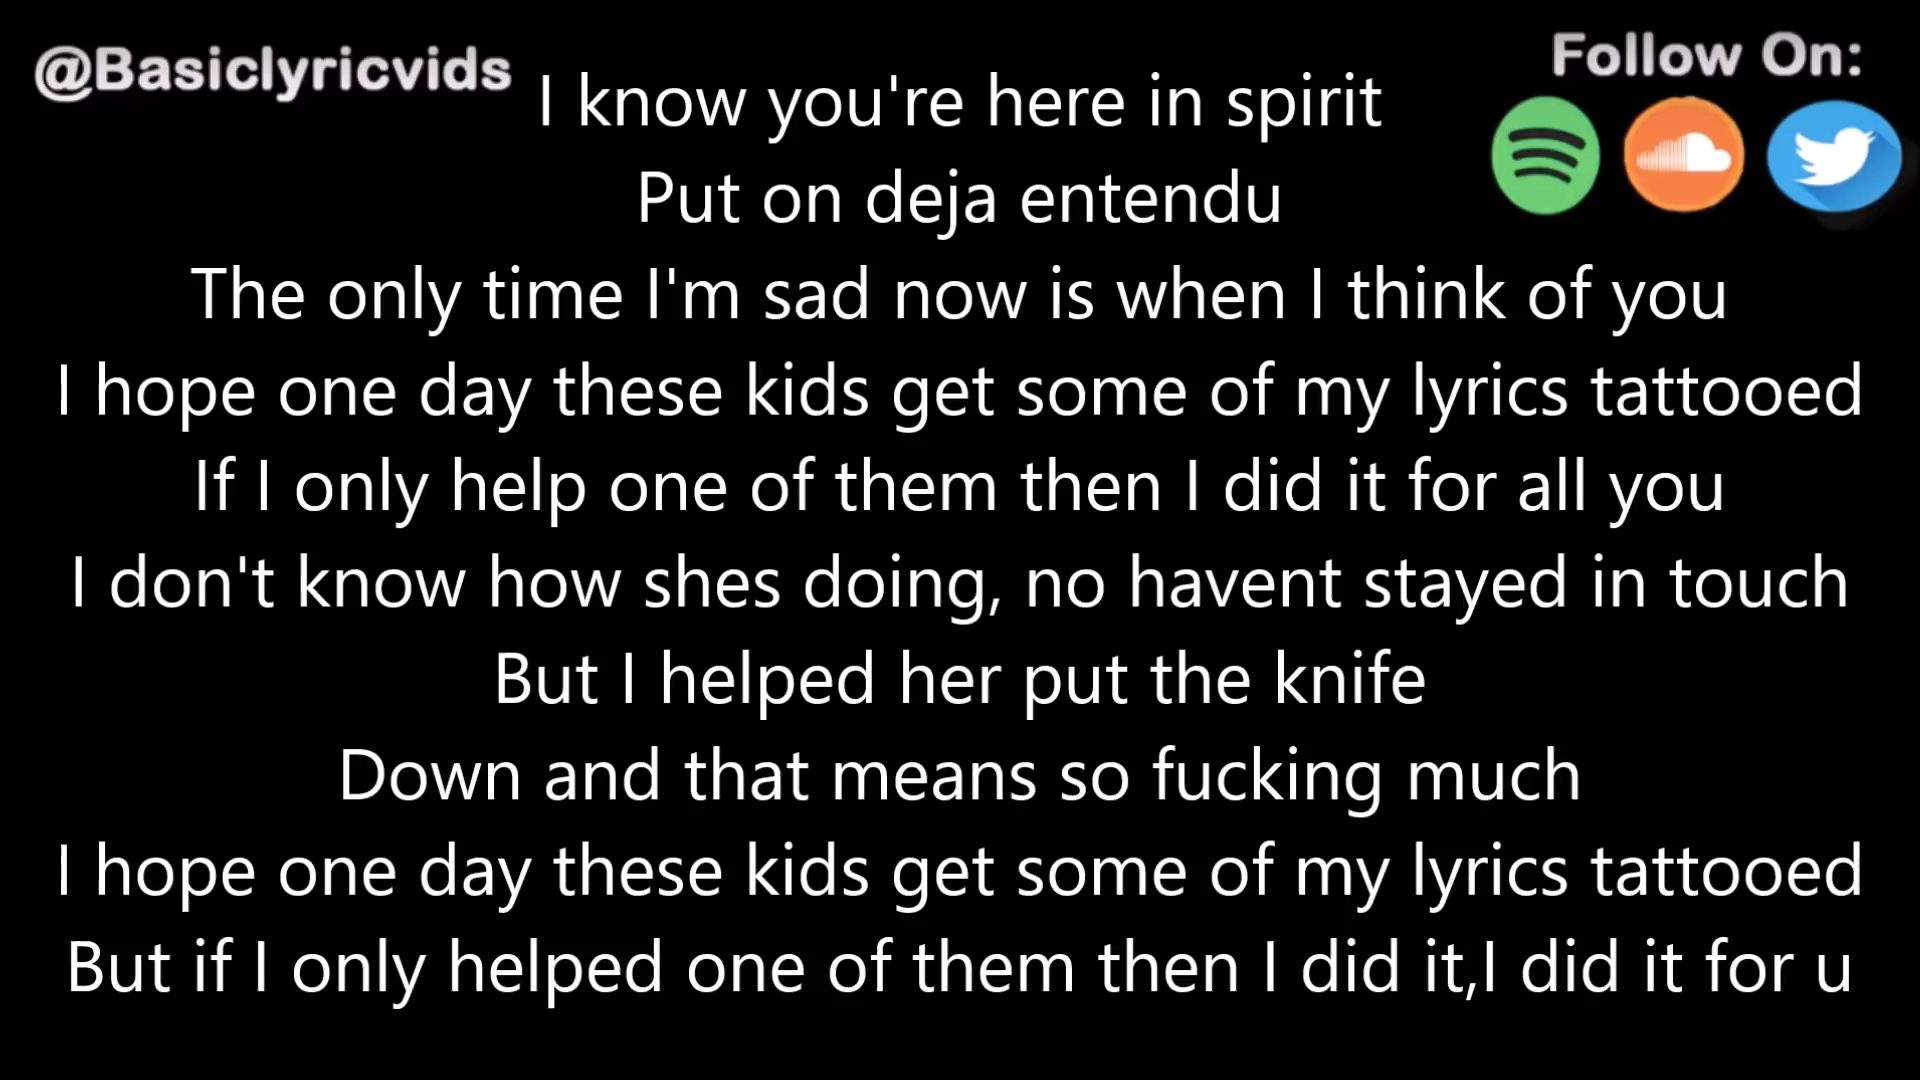 @Basiclyricvids
Follow On:
I know you're here in spirit
Put on deja entendu
The only time I'm sad now is when I think of you
I hope one day these kids get some of my lyrics tattooed
If I only help one of them then I did it for all you
I don't know how shes doing, no havent stayed in touch
But I helped her put the knife
Down and that means so fucking much
I hope one day these kids get some of my lyrics tattooed
But if I only helped one of them then I did it,I did it for u